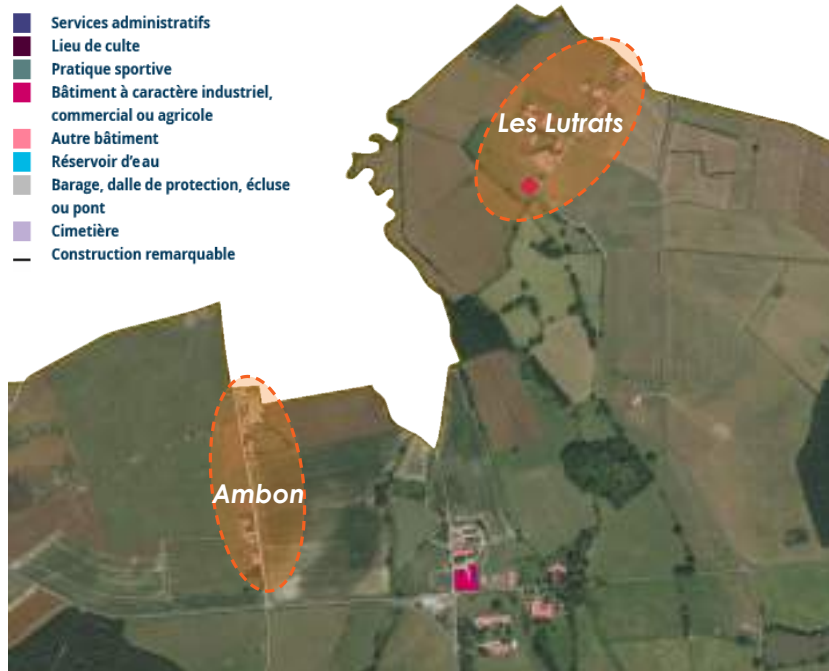 Services administratifs
Lieu de culte
Pratique sportive
Bâtiment à caractère industriel,
commercial ou agricole
Autre bâtiment
Réservoir d'eau
Barage, dalle de protection, écluse
ou pont
Cimetière
Construction remarquable
Les Lutrats
Ambon